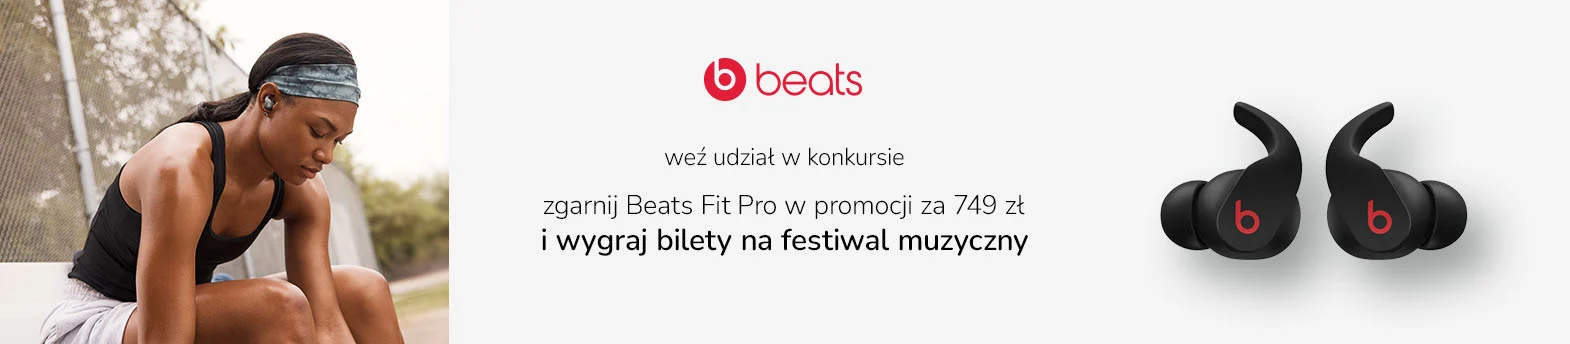 beats
weź udział w konkursie
zgarnij Beats Fit Pro w promocji za 749 zł
i wygraj bilety na festiwal muzyczny